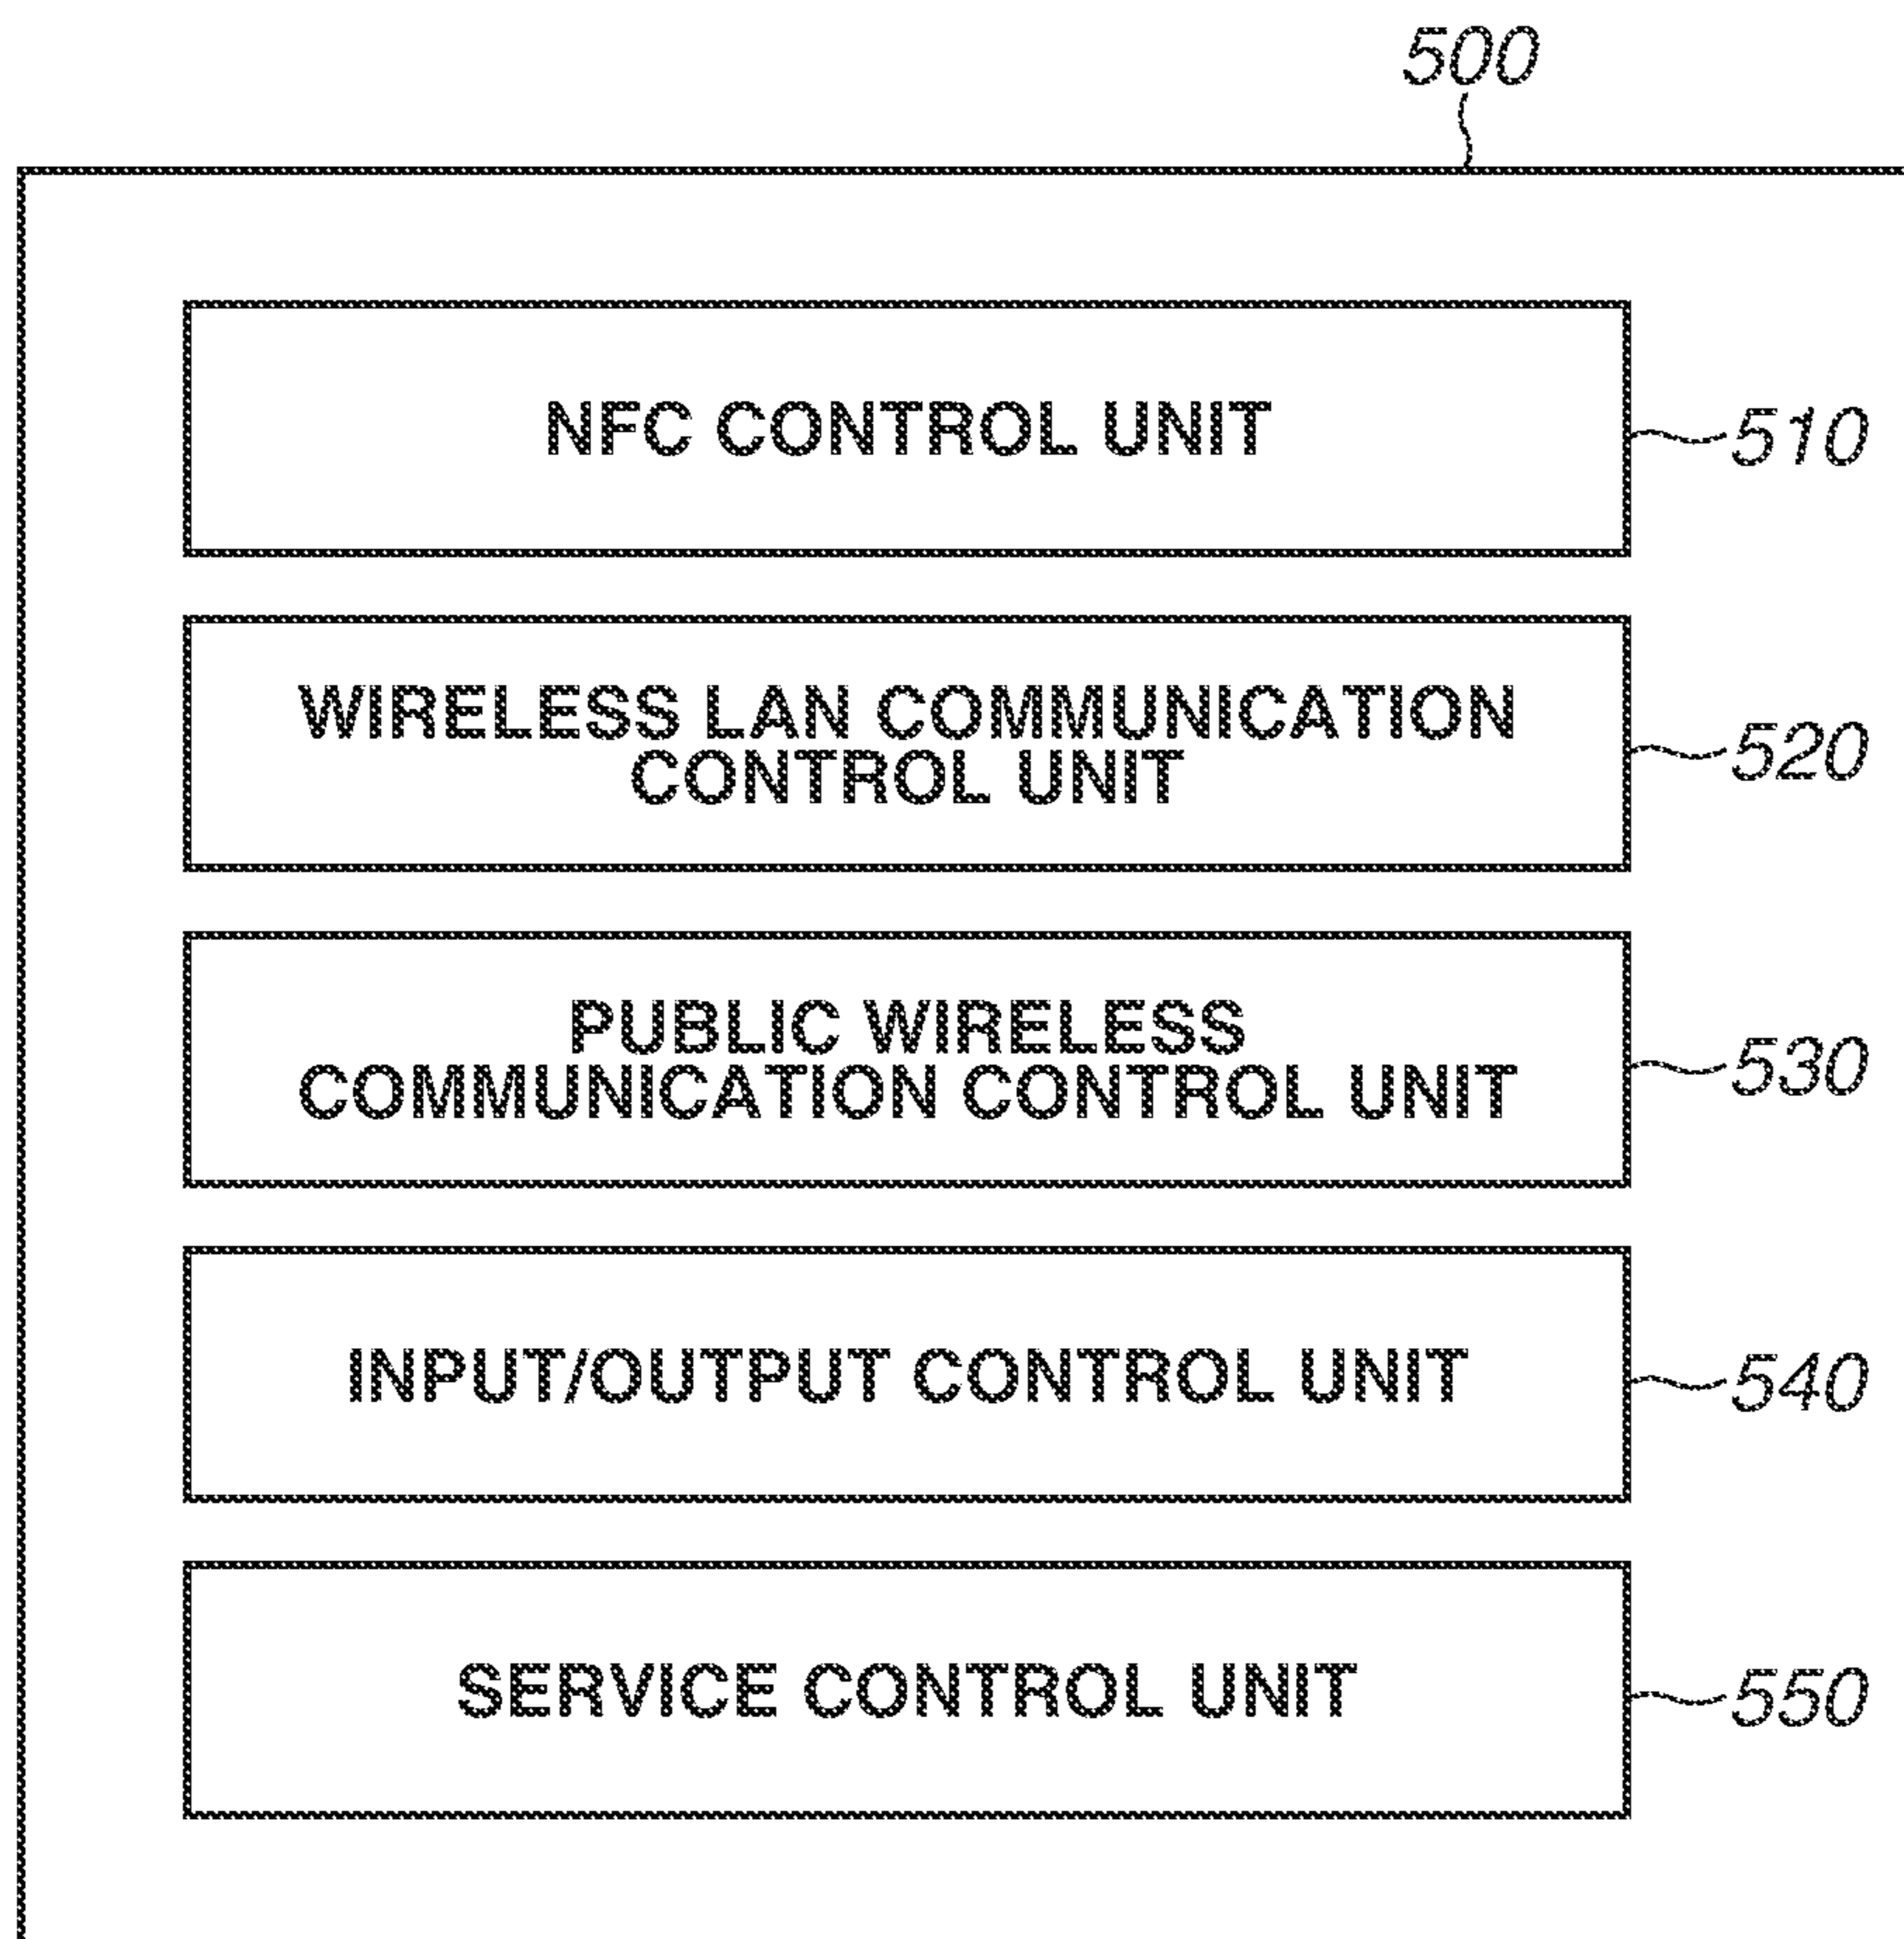 500
NFC CONTROL UNIT
510
WIRELESS LAN COMMUNICATION
CONTROL UNIT
520
PUBLIC WIRELESS
COMMUNICATION CONTROL UNIT
530
INPUT/OUTPUT CONTROL UNIT
540
SERVICE CONTROL UNIT
550